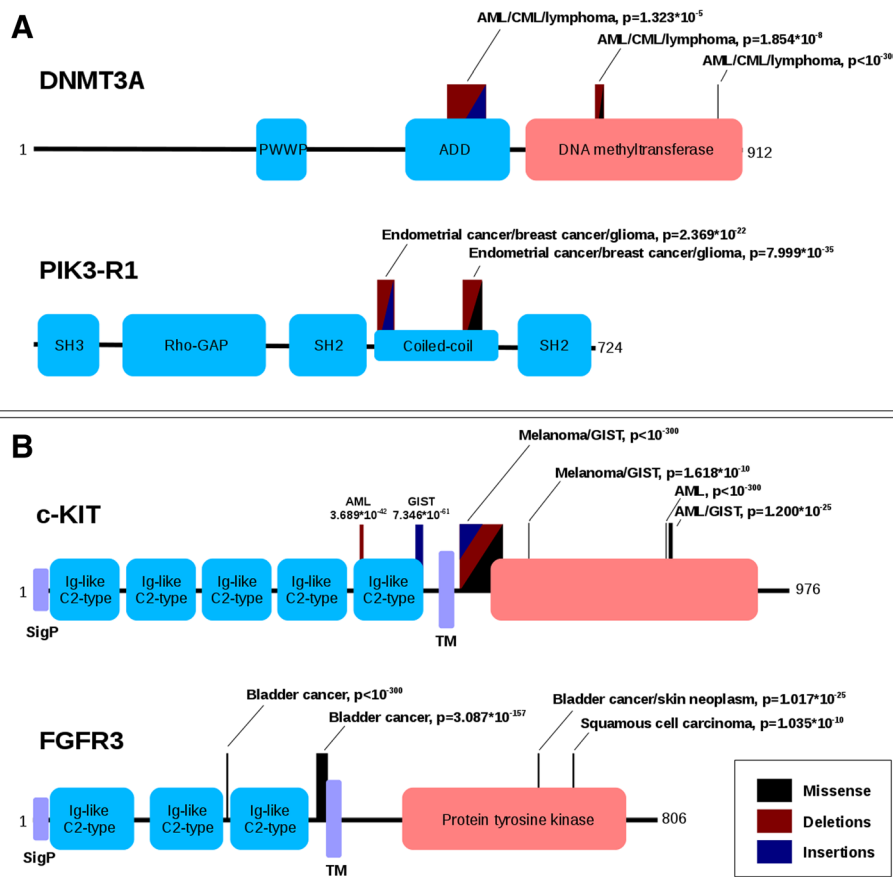 A
AML/CML/lymphoma, p=1.323*10-5
AML/CML/lymphoma, p=1.854*10-8
AML/CML/lymphoma, p<10-300
DNMT3A
1
PWWP
ADD
DNA methyltransferase
912
Endometrial cancer/breast cancer/glioma, p=2.369*10-22
Endometrial cancer/breast cancer/glioma, p=7.999*10-35
PIK3-R1
SH3
Rho-GAP
SH2
Coiled-coil
SH2
724
B
Melanoma/GIST, p<10-300
Melanoma/GIST, p=1.618*10-10
AML, p<10-300
AML/GIST, p=1.200*10-25
c-KIT
AML
3.689*10-42
GIST
7.346*10-61
1
Ig-like
C2-type
Ig-like
C2-type
Ig-like
C2-type
Ig-like
C2-type
Ig-like
C2-type
976
SigP
TM
Bladder cancer, p<10-300
Bladder cancer, p=3.087*10-157
Bladder cancer/skin neoplasm, p=1.017*10-25
Squamous cell carcinoma, p=1.035*10-10
FGFR3
1
Ig-like
C2-type
Ig-like
C2-type
Ig-like
C2-type
Protein tyrosine kinase
806
SigP
TM
Missense
Deletions
Insertions